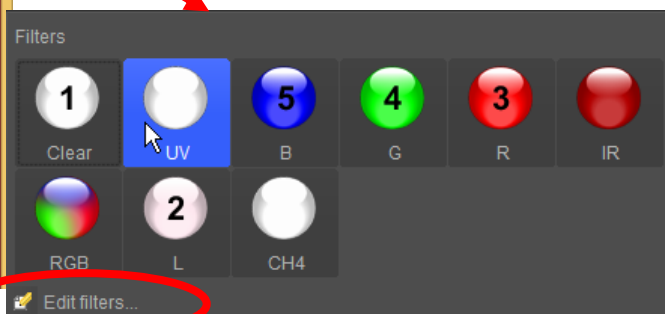 Filters
1 5 4 3
Clear UV B G R IR
2
RGB L CH4
Edit filters...